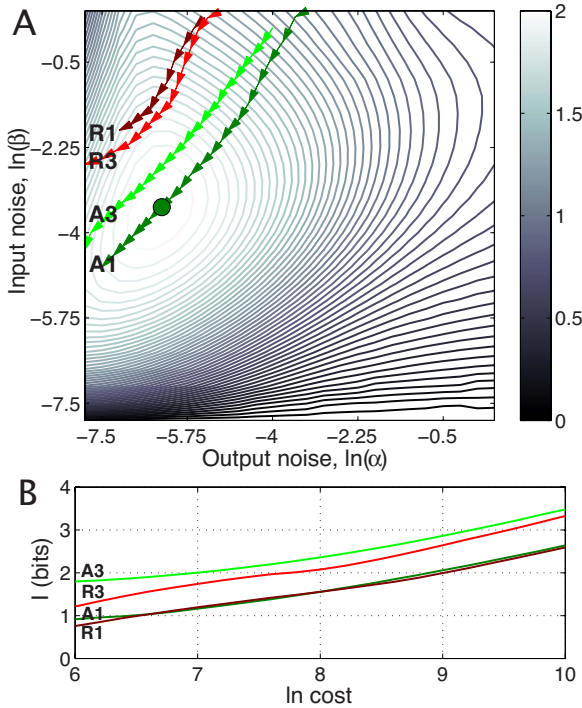 A
Input noise, ln(β)
-0.5
-2.25
-4
-5.75
-7.5
R1
R3
A3
A1
-7.5 -5.75 -4 -2.25 -0.5
Output noise, ln(α)
2
1.5
1
0.5
0
B
I (bits)
4
3
2
1
0
A3
R3
A1
R1
6 7 8 9 10
ln cost